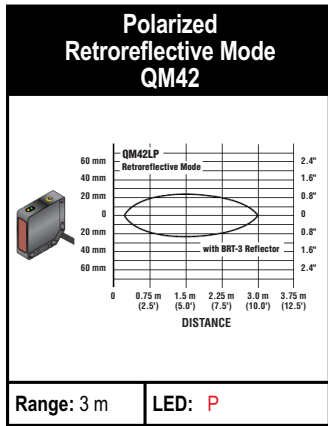 Polarized
Retroreflective Mode
QM42
QM42LP
Retroreflective Mode
60 mm 2.4"
40 mm 1.6"
20 mm 0.8"
0 0
20 mm 0.8"
40 mm with BRT-3 Reflector 1.6"
60 mm 2.4"
0 0.75 m 1.5 m 2.25 m 3.0 m 3.75 m
(2.5') (5.0') (7.5') (10.0') (12.5')
DISTANCE
Range: 3 m LED: P